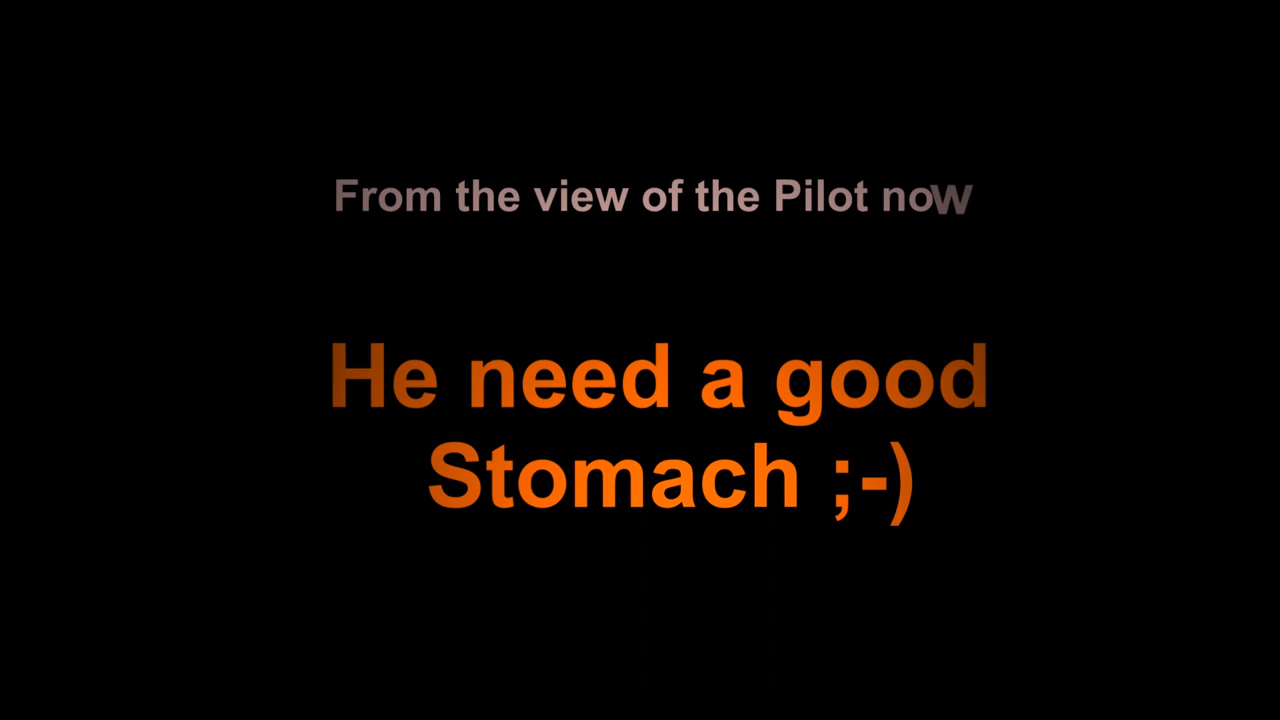 From the view of the Pilot now
He need a good
Stomach ;-)